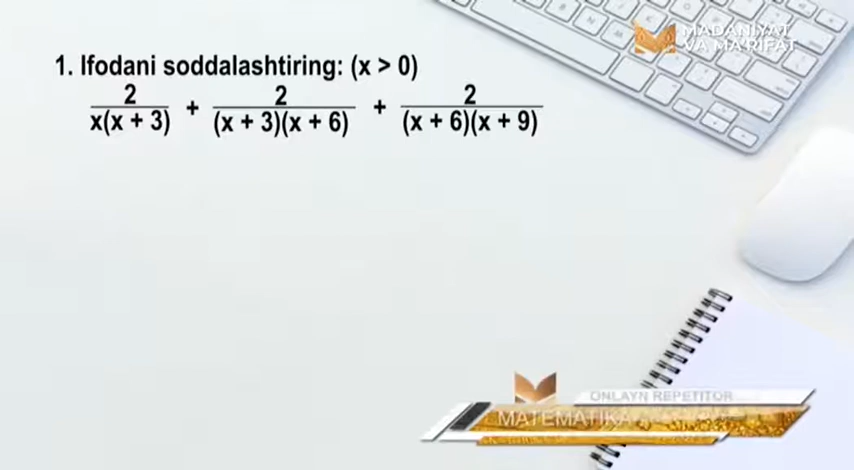 MADANIYAT
VA MA'RIFAT
1. Ifodani soddalashtiring: (x > 0)
2/(x(x + 3)) + 2/((x + 3)(x + 6)) + 2/((x + 6)(x + 9))
ONLAYN REPETITOR
MATEMATIKA